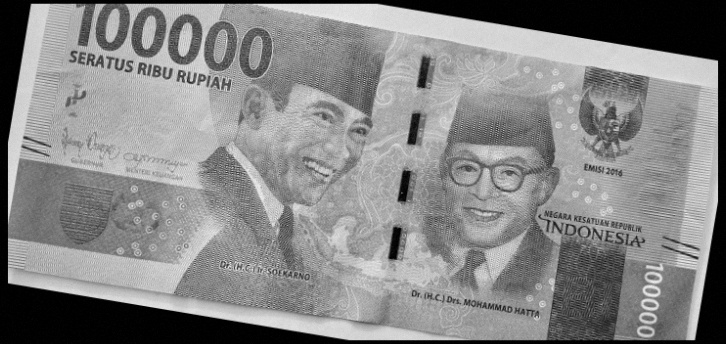 100000
SERATUS RIBU RUPIAH
GUBERNUR
MENTERI KEUANGAN
Dr. (H.C.) Ir. SOEKARNO
Dr. (H.C.) Drs. MOHAMMAD HATTA
EMISI 2016
NEGARA KESATUAN REPUBLIK
INDONESIA
100000